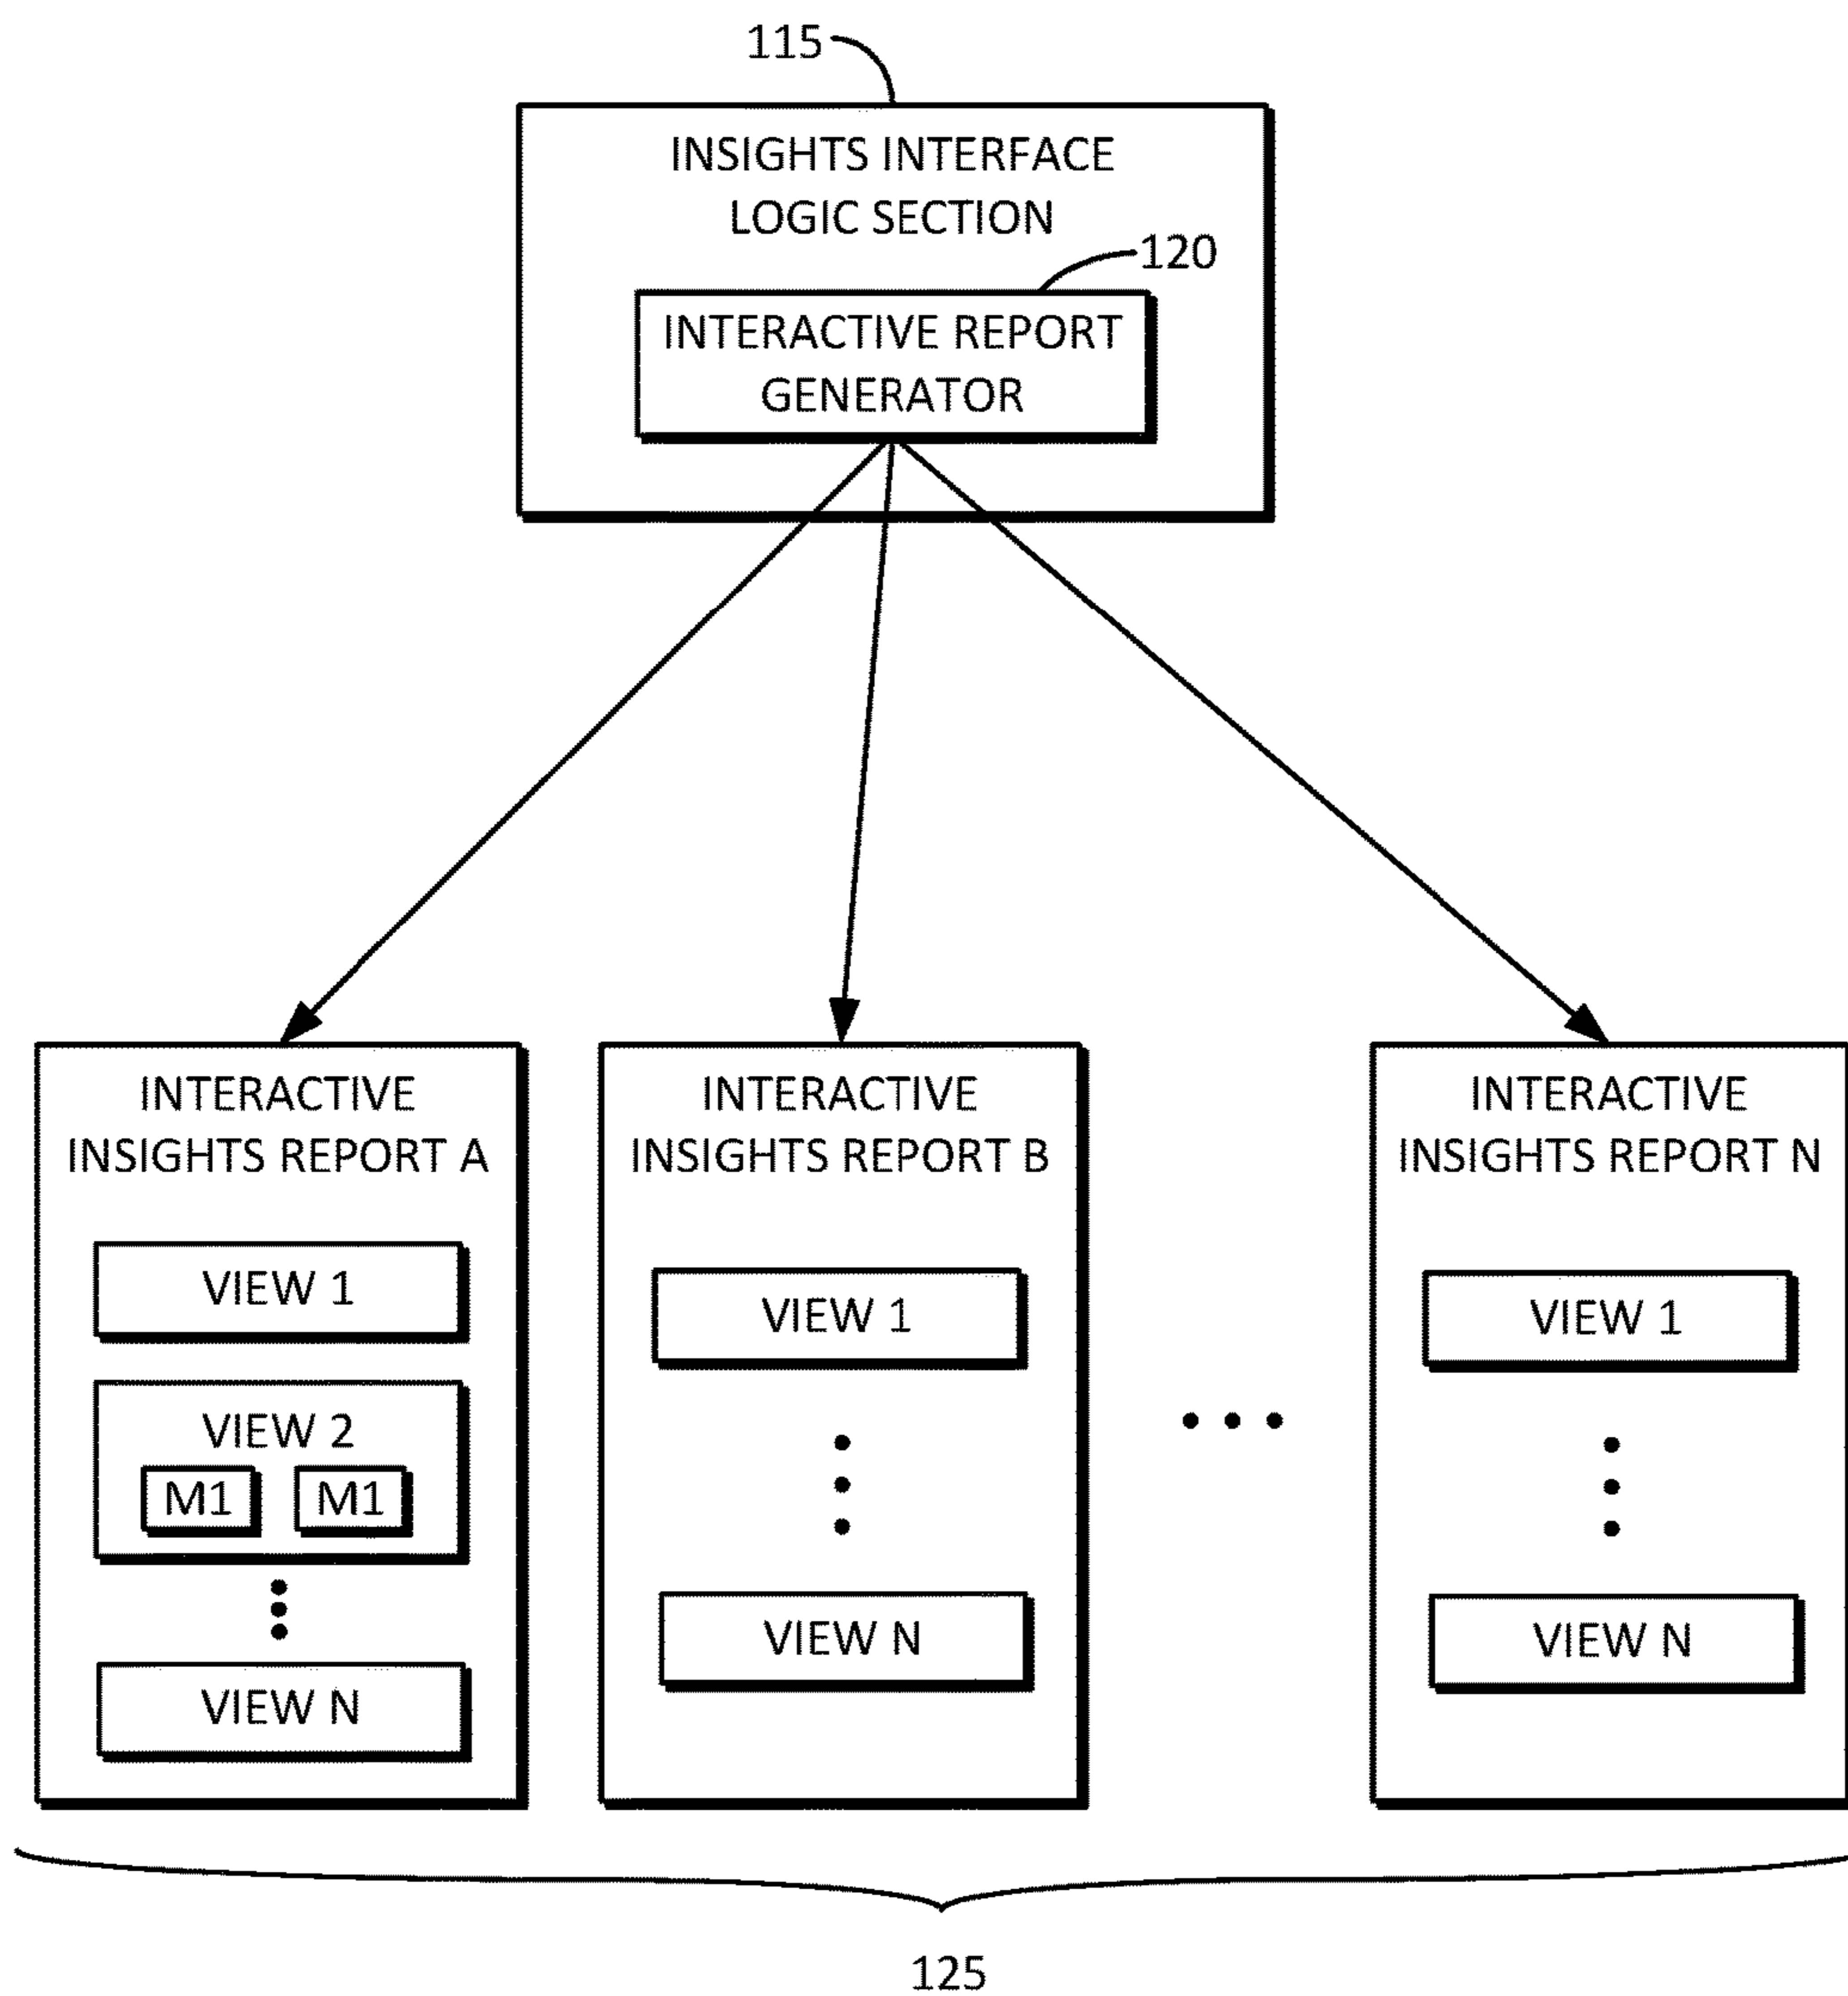 115
INSIGHTS INTERFACE
LOGIC SECTION
120
INTERACTIVE REPORT
GENERATOR
INTERACTIVE
INSIGHTS REPORT A
VIEW 1
VIEW 2
M1 M1
VIEW N
INTERACTIVE
INSIGHTS REPORT B
VIEW 1
VIEW N
INTERACTIVE
INSIGHTS REPORT N
VIEW 1
VIEW N
125